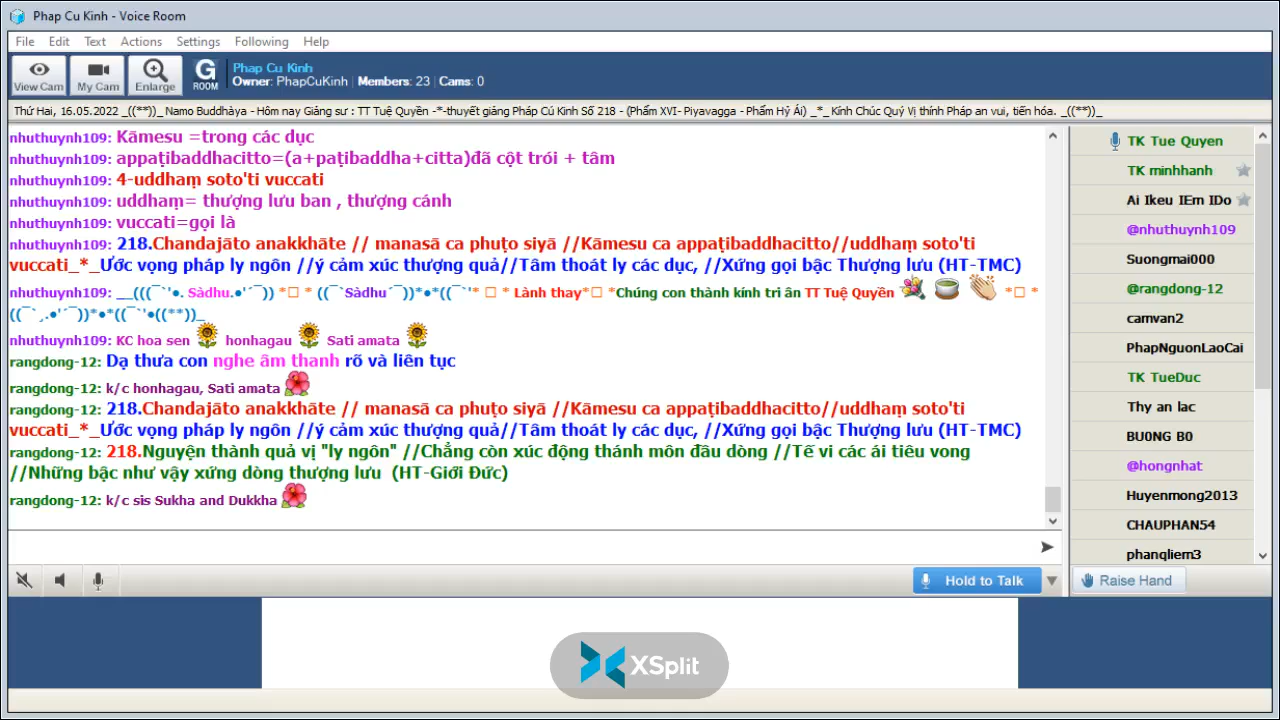 Phap Cu Kinh - Voice Room
File Edit Text Actions Settings Following Help
View Cam My Cam Enlarge G ROOM
Phap Cu Kinh
Owner: PhapCuKinh | Members: 23 | Cams: 0
Thứ Hai, 16.05.2022 _((**))_ Namo Buddhàya - Hôm nay Giảng sư : TT Tuệ Quyền -*-thuyết giảng Pháp Cú Kinh Số 218 - (Phẩm XVI- Piyavagga - Phẩm Hỷ Ái) _*_ Kính Chúc Quý Vị thính Pháp an vui, tiến hóa. _((**))_
nhuthuynh109: Kāmesu =trong các dục
nhuthuynh109: appaṭibaddhacitto=(a+paṭibaddha+citta)đã cột trói + tâm
nhuthuynh109: 4-uddhaṃ soto'ti vuccati
nhuthuynh109: uddhaṃ= thượng lưu ban , thượng cánh
nhuthuynh109: vuccati=gọi là
nhuthuynh109: 218.Chandajāto anakkhāte // manasā ca phuṭo siyā //Kāmesu ca appaṭibaddhacitto//uddhaṃ soto'ti
vuccati_*_Ước vọng pháp ly ngôn //ý cảm xúc thượng quả//Tâm thoát ly các dục, //Xứng gọi bậc Thượng lưu (HT-TMC)
nhuthuynh109: __(((¯`'•. Sàdhu.•'´¯)) *□ * ((¯`Sàdhu´¯))*•*((¯`'* □ * Lành thay*□ *Chúng con thành kính tri ân TT Tuệ Quyền *□ *
((¯`¸.•'´¯))*•*((¯`'•((**))_
nhuthuynh109: KC hoa sen honhagau Sati amata
rangdong-12: Dạ thưa con nghe âm thanh rõ và liên tục
rangdong-12: k/c honhagau, Sati amata
rangdong-12: 218.Chandajāto anakkhāte // manasā ca phuṭo siyā //Kāmesu ca appaṭibaddhacitto//uddhaṃ soto'ti
vuccati_*_Ước vọng pháp ly ngôn //ý cảm xúc thượng quả//Tâm thoát ly các dục, //Xứng gọi bậc Thượng lưu (HT-TMC)
rangdong-12: 218.Nguyện thành quả vị "ly ngôn" //Chẳng còn xúc động thánh môn đầu dòng //Tế vi các ái tiêu vong
//Những bậc như vậy xứng dòng thượng lưu (HT-Giới Đức)
rangdong-12: k/c sis Sukha and Dukkha
TK Tue Quyen
TK minhhanh
Ai Ikeu IEm IDo
@nhuthuynh109
Suongmai000
@rangdong-12
camvan2
PhapNguonLaoCai
TK TueDuc
Thy an lac
BU0NG B0
@hongnhat
Huyenmong2013
CHAUPHAN54
phanqliem3
Hold to Talk
Raise Hand
XSplit